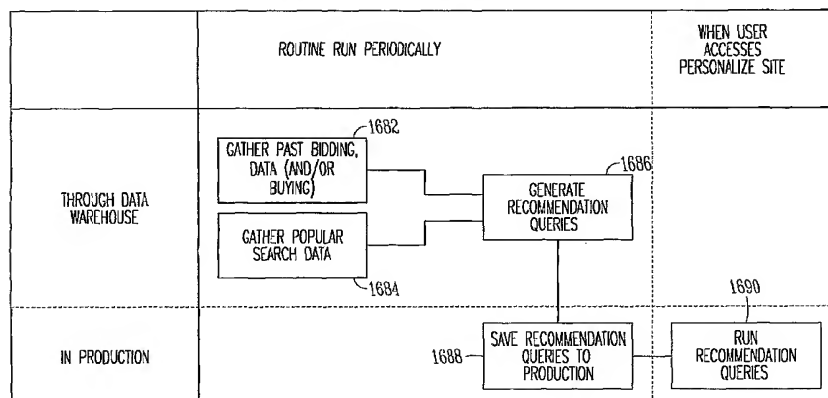 ROUTINE RUN PERIODICALLY
WHEN USER
ACCESSES
PERSONALIZE SITE
THROUGH DATA
WAREHOUSE
1682
GATHER PAST BIDDING,
DATA (AND/OR
BUYING)
GATHER POPULAR
SEARCH DATA
1684
1686
GENERATE
RECOMMENDATION
QUERIES
IN PRODUCTION
1688
SAVE RECOMMENDATION
QUERIES TO
PRODUCTION
1690
RUN
RECOMMENDATION
QUERIES